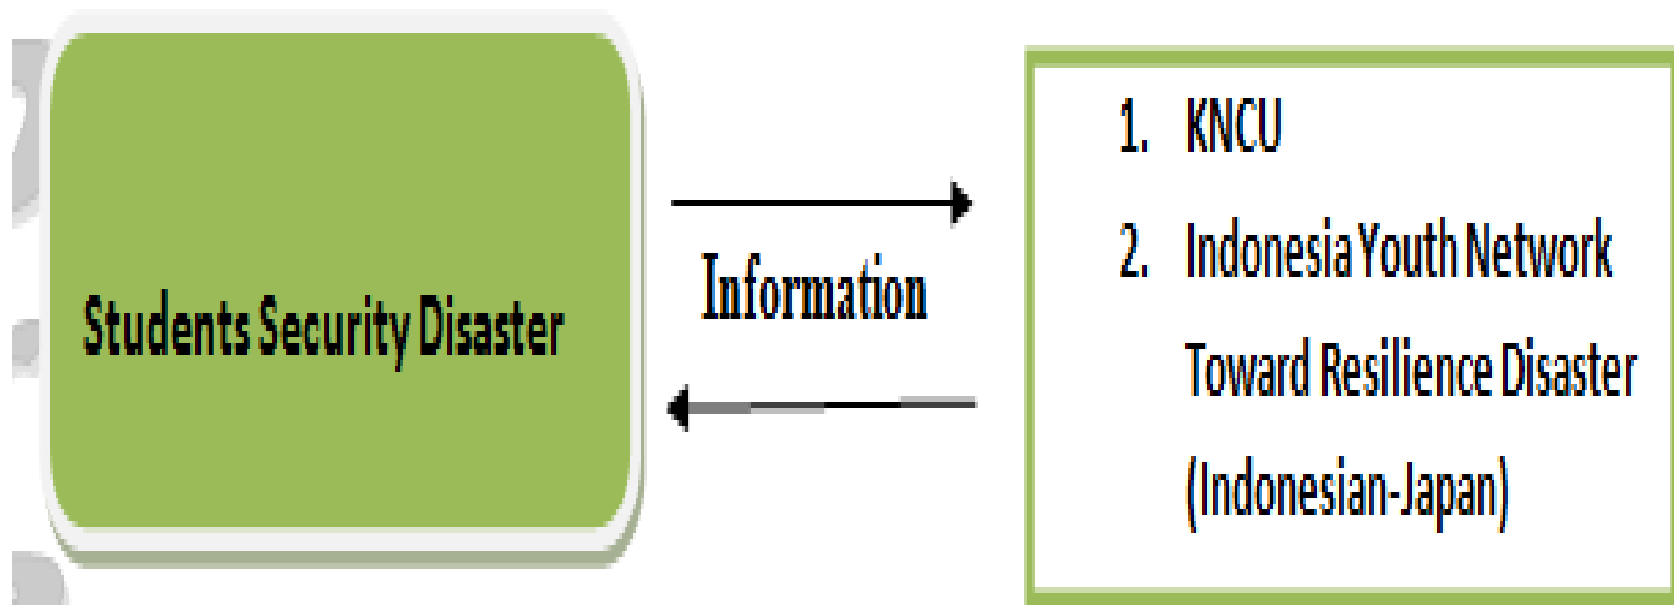 Students Security Disaster
Information
1. KNCU
2. Indonesia Youth Network
Toward Resilience Disaster
(Indonesian-Japan)